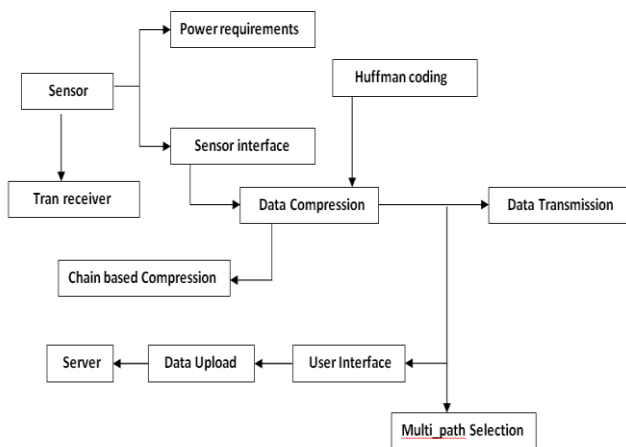 Power requirements
Huffman coding
Sensor
Sensor interface
Tran receiver
Data Compression
Data Transmission
Chain based Compression
Server
Data Upload
User Interface
Multi_path Selection